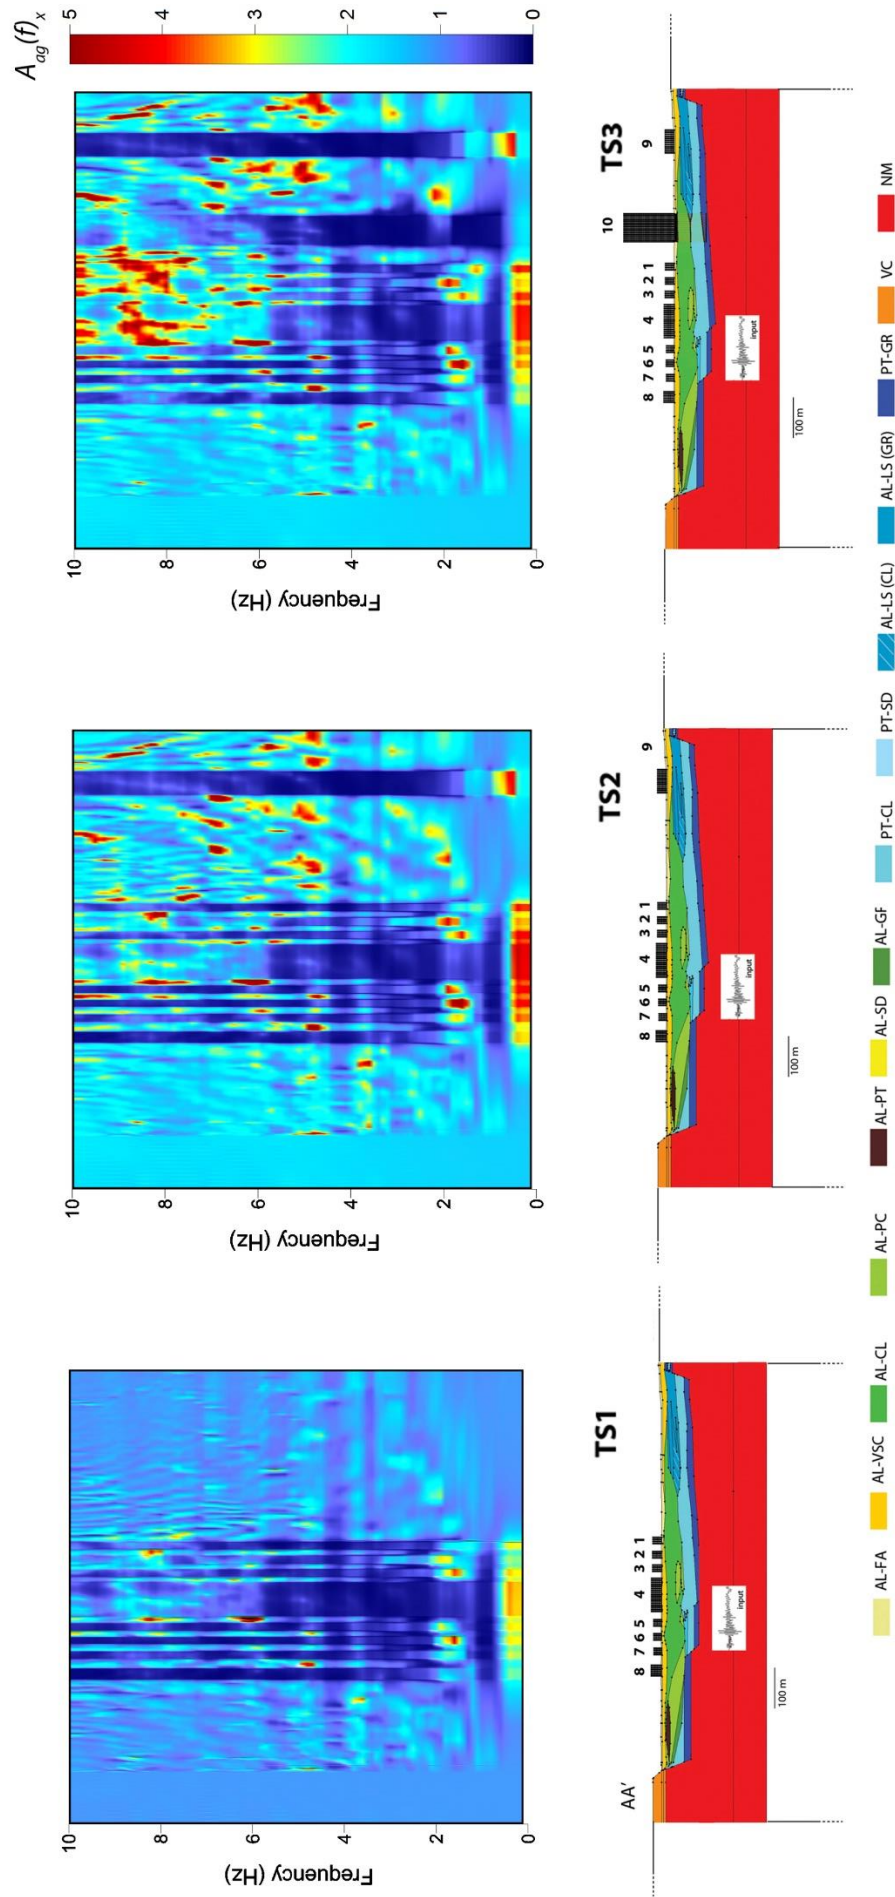 A_ag(f)_x
5
4
3
2
1
0
10
8
6
4
2
0
Frequency (Hz)
10
8
6
4
2
0
Frequency (Hz)
10
8
6
4
2
0
Frequency (Hz)
AA'
TS1
8 7 6 5 4 3 2 1
input
100 m
TS2
8 7 6 5 4 3 2 1 9
input
100 m
TS3
8 7 6 5 4 3 2 1 10 9
input
100 m
AL-FA AL-VSC AL-CL AL-PC AL-PT AL-SD AL-GF PT-CL PT-SD AL-LS (CL) AL-LS (GR) PT-GR VC NM